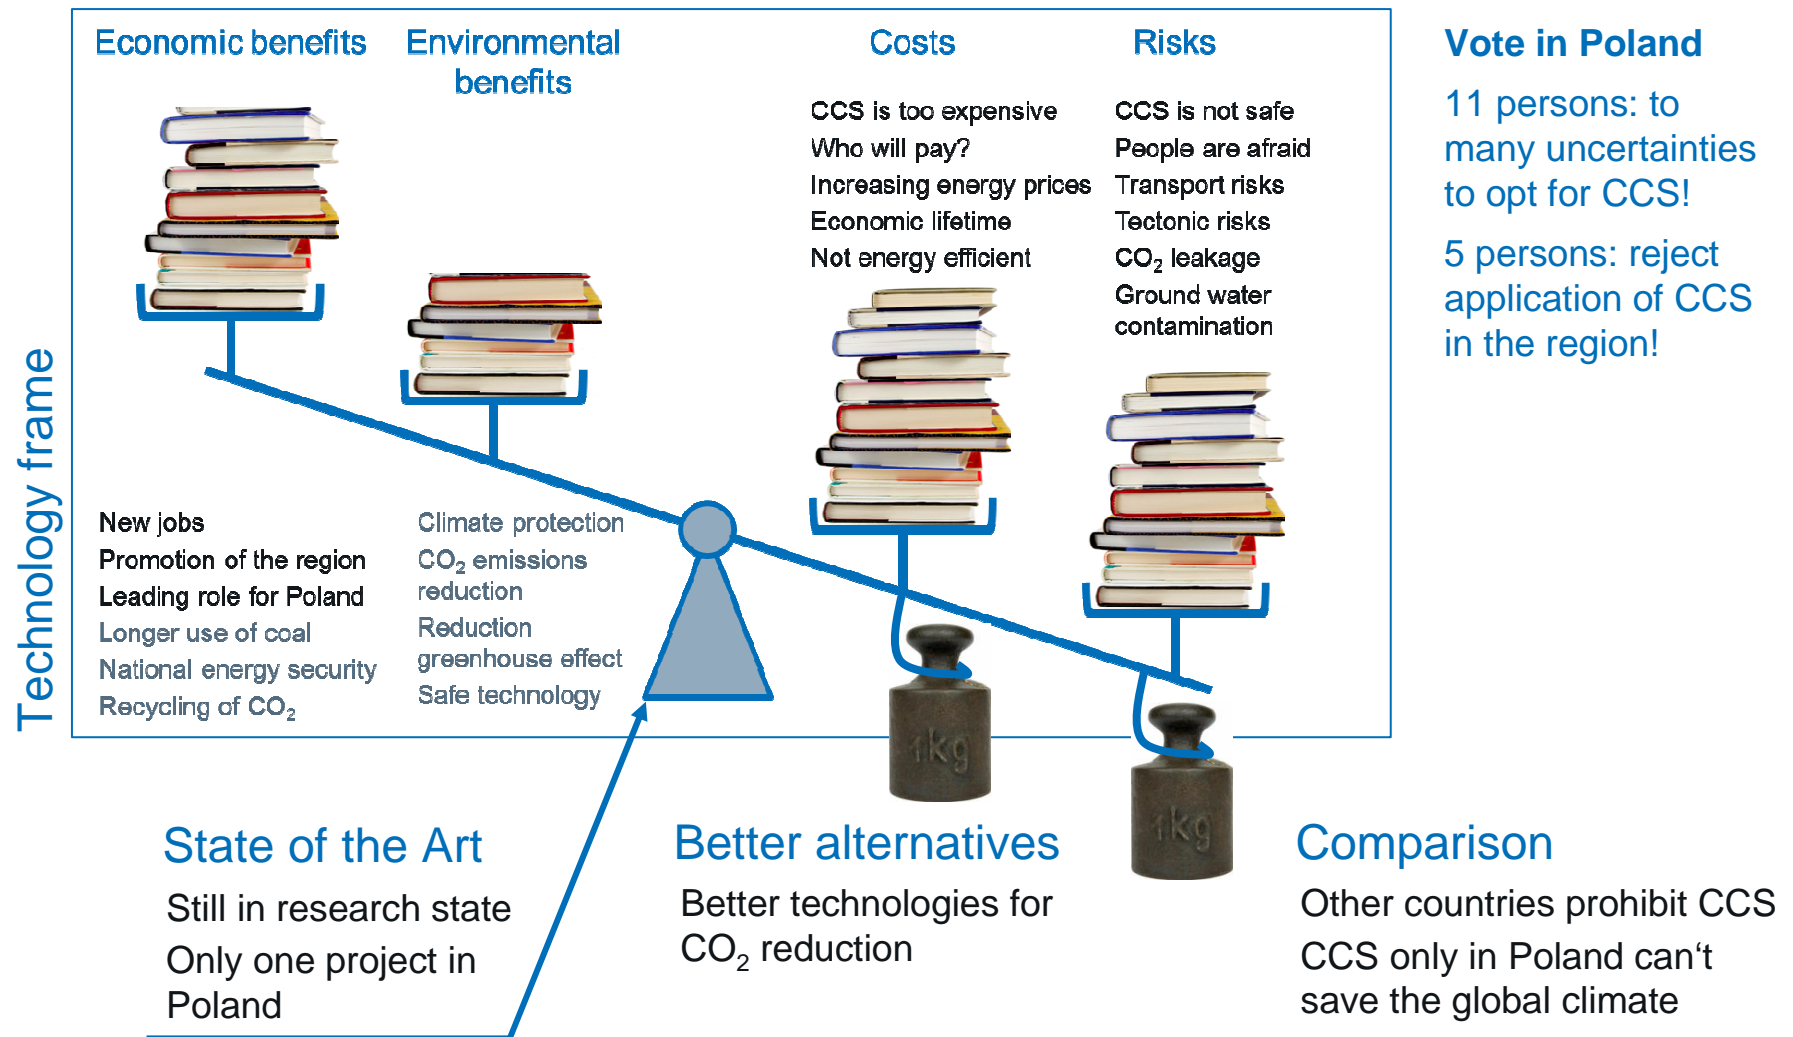 Technology frame
Economic benefits
New jobs
Promotion of the region
Leading role for Poland
Longer use of coal
National energy security
Recycling of CO₂
Environmental
benefits
Climate protection
CO₂ emissions
reduction
Reduction
greenhouse effect
Safe technology
Costs
CCS is too expensive
Who will pay?
Increasing energy prices
Economic lifetime
Not energy efficient
Risks
CCS is not safe
People are afraid
Transport risks
Tectonic risks
CO₂ leakage
Ground water
contamination
1kg
1kg
Vote in Poland
11 persons: to
many uncertainties
to opt for CCS!
5 persons: reject
application of CCS
in the region!
State of the Art
Still in research state
Only one project in
Poland
Better alternatives
Better technologies for
CO₂ reduction
Comparison
Other countries prohibit CCS
CCS only in Poland can‘t
save the global climate